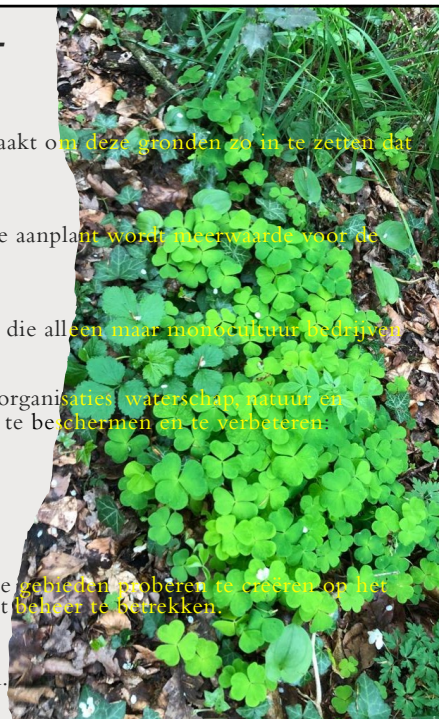 aakt om deze gronden zo in te zetten dat
e aanplant wordt meerwaarde voor de
die alleen maar monocultuur bedrijven
organisaties, waterschap, natuur en
te beschermen en te verbeteren.
e gebieden proberen te creëren op het
t beheer te betrekken.